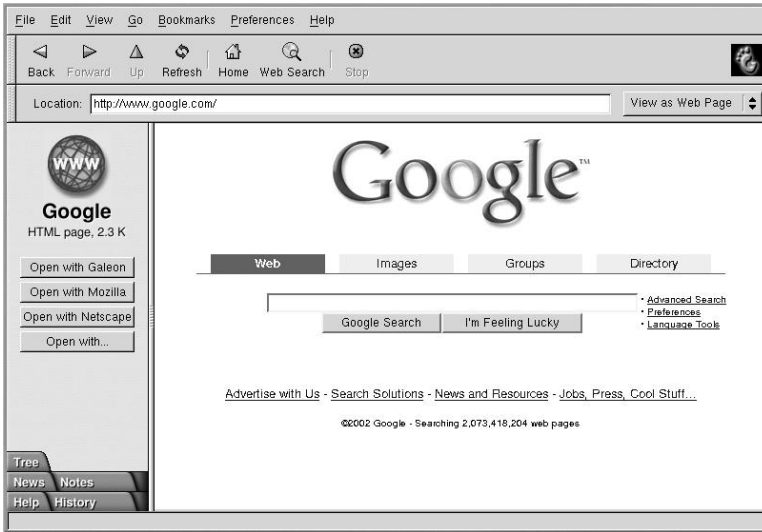 File Edit View Go Bookmarks Preferences Help
Back Forward Up Refresh Home Web Search Stop
Location: http://www.google.com/ View as Web Page
WWW
Google
HTML page, 2.3 K
Open with Galeon
Open with Mozilla
Open with Netscape
Open with...
Tree
News Notes
Help History
Google™
Web Images Groups Directory
Google Search I'm Feeling Lucky
• Advanced Search
• Preferences
• Language Tools
Advertise with Us - Search Solutions - News and Resources - Jobs, Press, Cool Stuff...
©2002 Google - Searching 2,073,418,204 web pages